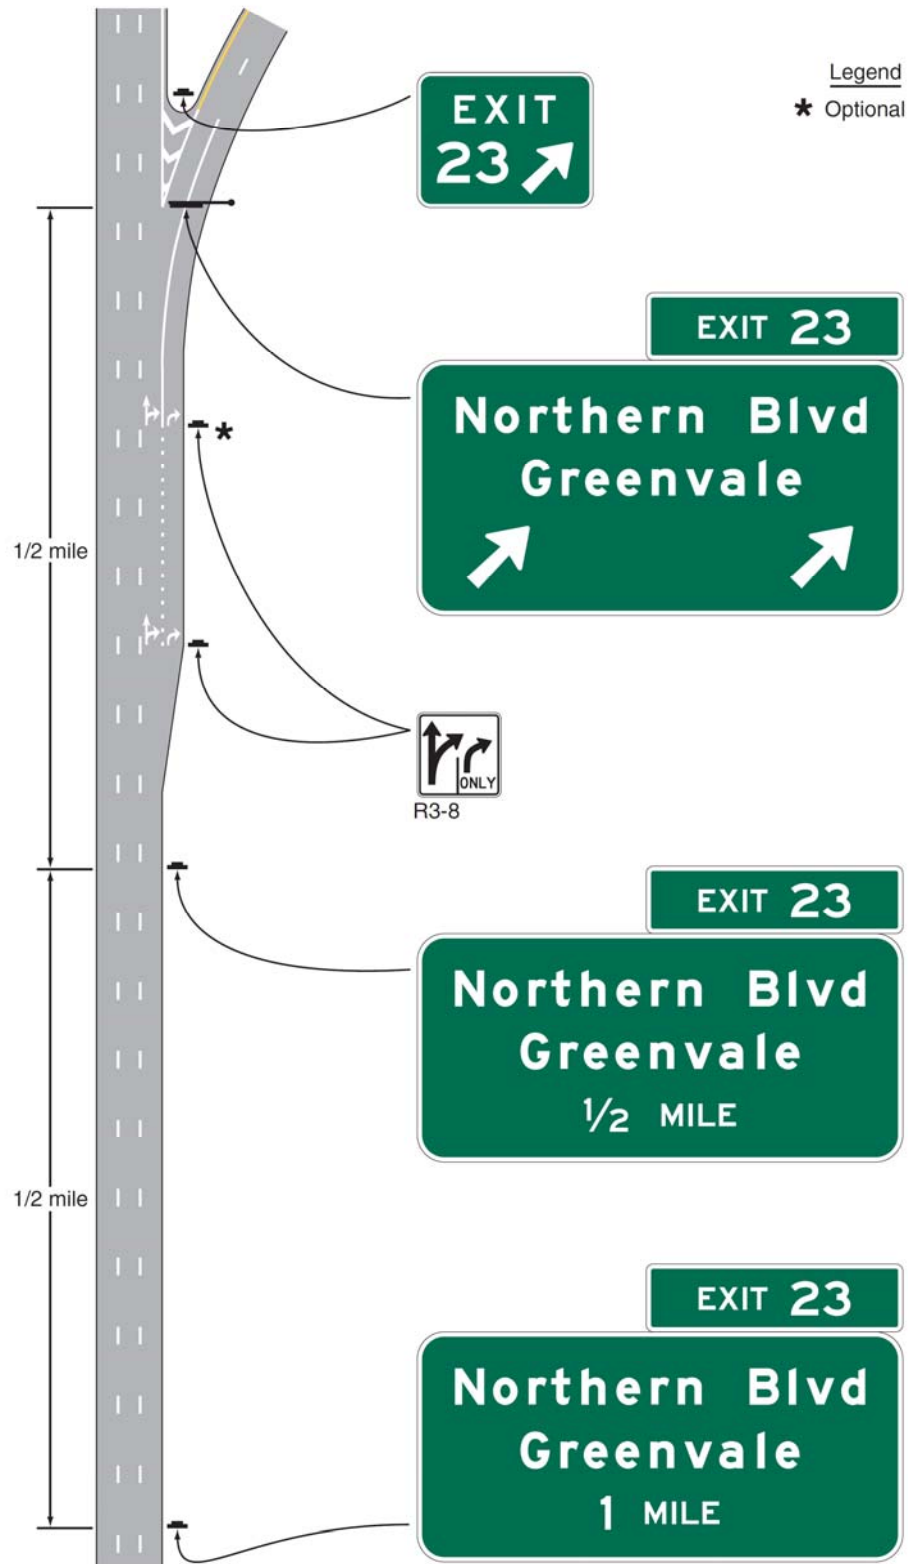 Legend
* Optional
EXIT
23
EXIT 23
Northern Blvd
Greenvale
1/2 mile
ONLY
R3-8
EXIT 23
Northern Blvd
Greenvale
1/2 MILE
1/2 mile
EXIT 23
Northern Blvd
Greenvale
1 MILE